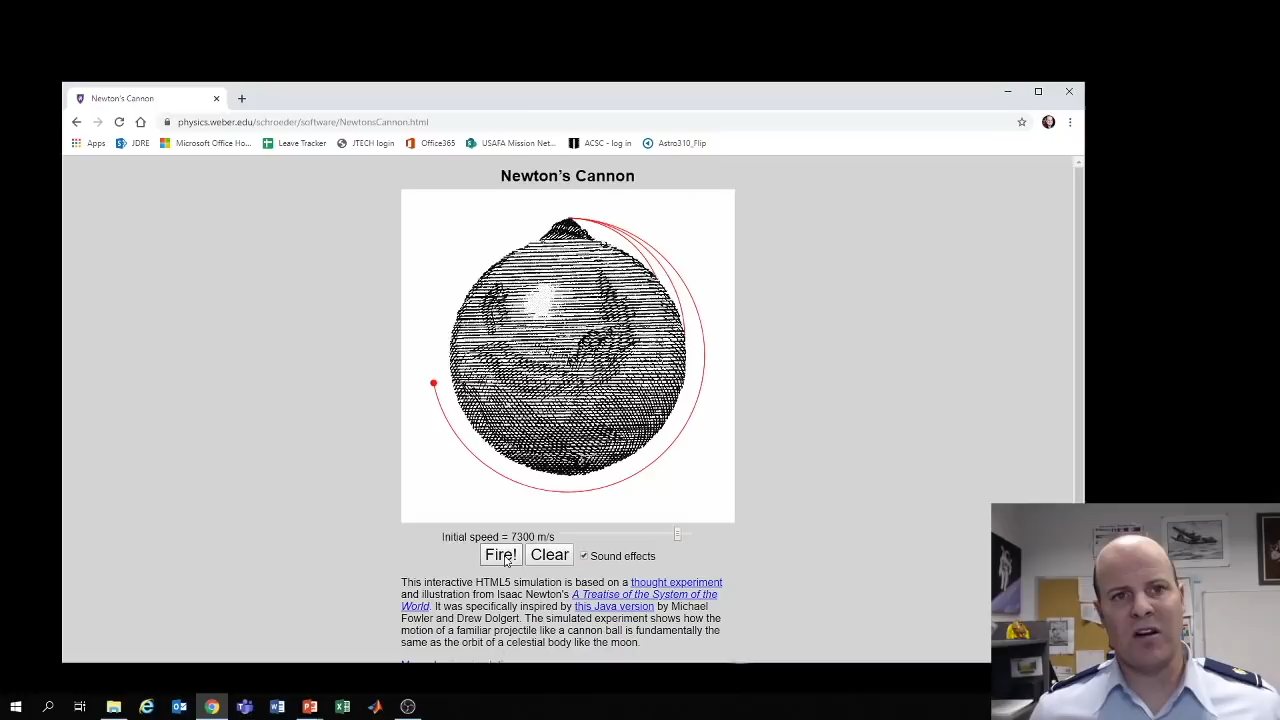 Newton's Cannon
physics.weber.edu/schroeder/software/NewtonsCannon.html
Apps JDRE Microsoft Office Ho... Leave Tracker JTECH login Office365 USAFA Mission Net... ACSC - log in Astro310_Flip
Newton's Cannon
Initial speed = 7300 m/s
Fire! Clear Sound effects
This interactive HTML5 simulation is based on a thought experiment
and illustration from Isaac Newton's A Treatise of the System of the
World. It was specifically inspired by this Java version by Michael
Fowler and Drew Dolgert. The simulated experiment shows how the
motion of a familiar projectile like a cannon ball is fundamentally the
same as the orbit of a celestial body like the moon.